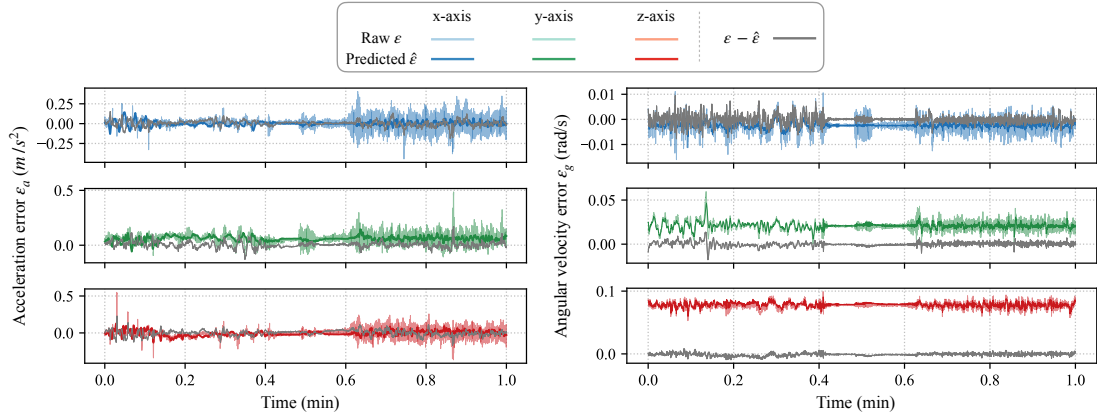 x-axis y-axis z-axis
Raw ε ε − ε̂
Predicted ε̂
Acceleration error ε_a (m/s²)
0.25
0.00
−0.25
0.5
0.0
0.5
0.0
0.0 0.2 0.4 0.6 0.8 1.0
Time (min)
Angular velocity error ε_g (rad/s)
0.01
0.00
−0.01
0.05
0.00
0.1
0.0
0.0 0.2 0.4 0.6 0.8 1.0
Time (min)